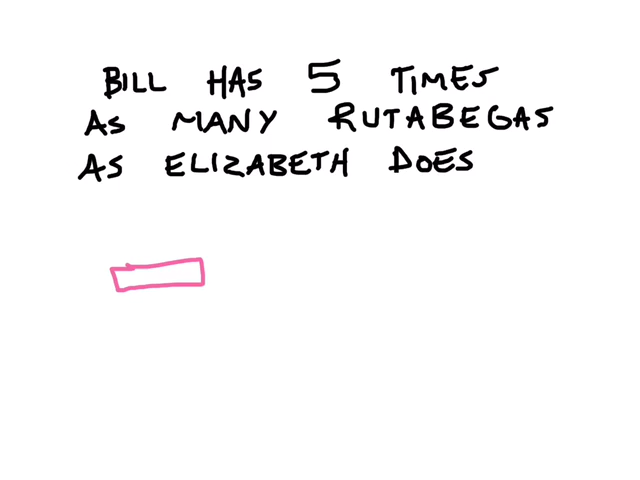 BILL HAS 5 TIMES
AS MANY RUTABEGAS
AS ELIZABETH DOES